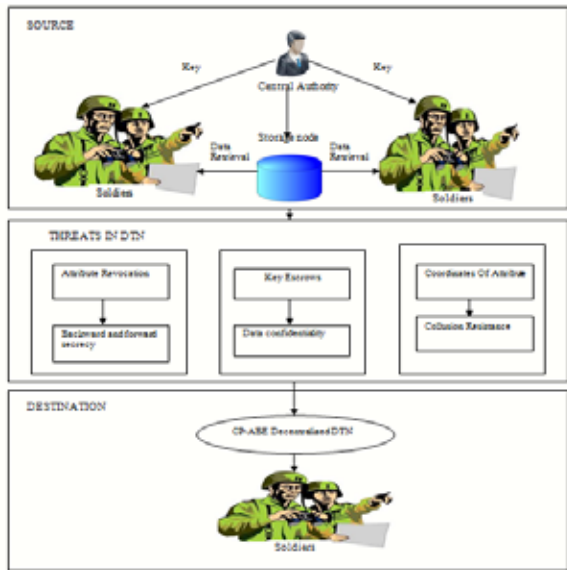 SOURCE
Key
Key
Central Authority
Storage node
Data
Retrieval
Data
Retrieval
Soldiers
Soldiers
THREATS IN DTN
Attribute Revocation
Backward and forward
secrecy
Key Escrows
Data confidentiality
Coordinates Of Attribute
Collusion Resistance
DESTINATION
CP-ABE Decentralized DTN
Soldiers